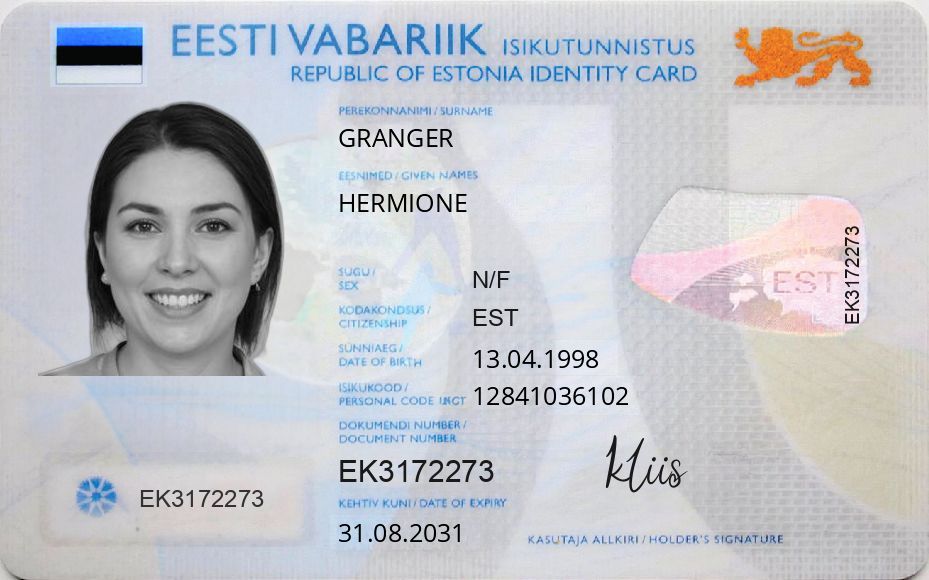 EESTI VABARIIK ISIKUTUNNISTUS
REPUBLIC OF ESTONIA IDENTITY CARD
PEREKONNANIMI / SURNAME
GRANGER
EESNIMED / GIVEN NAMES
HERMIONE
SUGU /
SEX
N/F
KODAKONDSUS /
CITIZENSHIP
EST
SÜNNIAEG /
DATE OF BIRTH
13.04.1998
ISIKUKOOD /
PERSONAL CODE
12841036102
DOKUMENDI NUMBER /
DOCUMENT NUMBER
EK3172273
KEHTIV KUNI / DATE OF EXPIRY
31.08.2031
EK3172273
EST
EK3172273
kliis
KASUTAJA ALLKIRI / HOLDER'S SIGNATURE